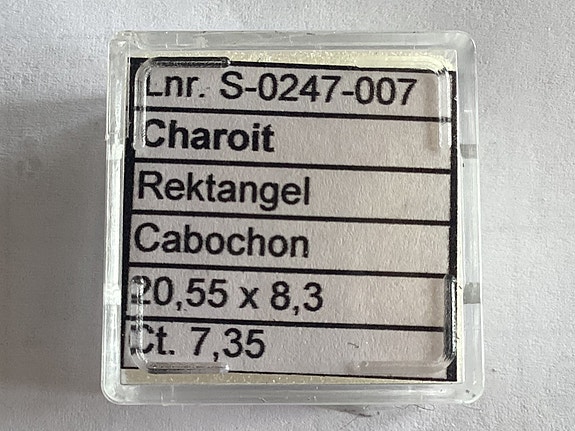 Lnr. S-0247-007
Charoit
Rektangel
Cabochon
20,55 x 8,3
Ct. 7,35